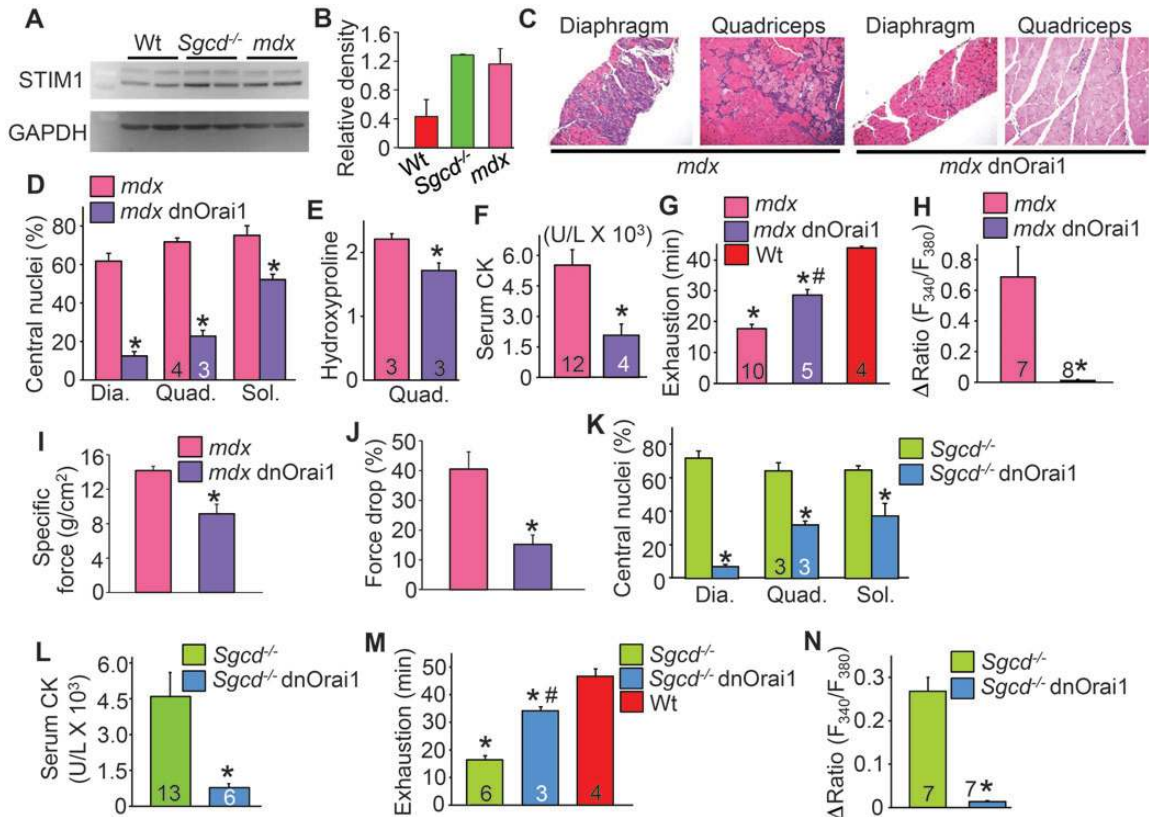 A
Wt Sgcd-/- mdx
STIM1
GAPDH
B
Relative density
1.6
1.2
0.8
0.4
0
Wt
Sgcd-/-
mdx
C
Diaphragm Quadriceps Diaphragm Quadriceps
mdx mdx dnOrai1
D
mdx
mdx dnOrai1
Central nuclei (%)
80
60
40
20
0
4 3
Dia. Quad. Sol.
* * *
E
Hydroxyproline
2
1
0
3 3
*
Quad.
F
(U/L X 10³)
Serum CK
6.0
4.5
3.0
1.5
0
12 4
*
G
mdx
mdx dnOrai1
Wt
Exhaustion (min)
40
30
20
10
0
* *#
10 5 4
H
mdx
mdx dnOrai1
ΔRatio (F340/F380)
0.8
0.6
0.4
0.2
0
7 8*
I
mdx
mdx dnOrai1
Specific
force (g/cm²)
16
12
8
4
0
*
J
Force drop (%)
50
40
30
20
10
0
*
K
Sgcd-/-
Sgcd-/- dnOrai1
Central nuclei (%)
80
60
40
20
0
3 3
* * *
Dia. Quad. Sol.
L
Sgcd-/-
Sgcd-/- dnOrai1
Serum CK
(U/L X 10³)
6.0
4.5
3.0
1.5
0
13 6
*
M
Sgcd-/-
Sgcd-/- dnOrai1
Wt
Exhaustion (min)
50
40
30
20
10
0
* *#
6 3 4
N
Sgcd-/-
Sgcd-/- dnOrai1
ΔRatio (F340/F380)
0.3
0.2
0.1
0
7 7*